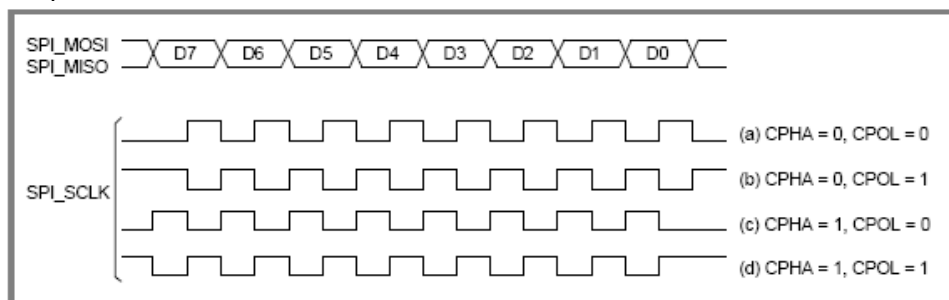 SPI_MOSI
SPI_MISO
D7 D6 D5 D4 D3 D2 D1 D0
(a) CPHA = 0, CPOL = 0
(b) CPHA = 0, CPOL = 1
SPI_SCLK
(c) CPHA = 1, CPOL = 0
(d) CPHA = 1, CPOL = 1